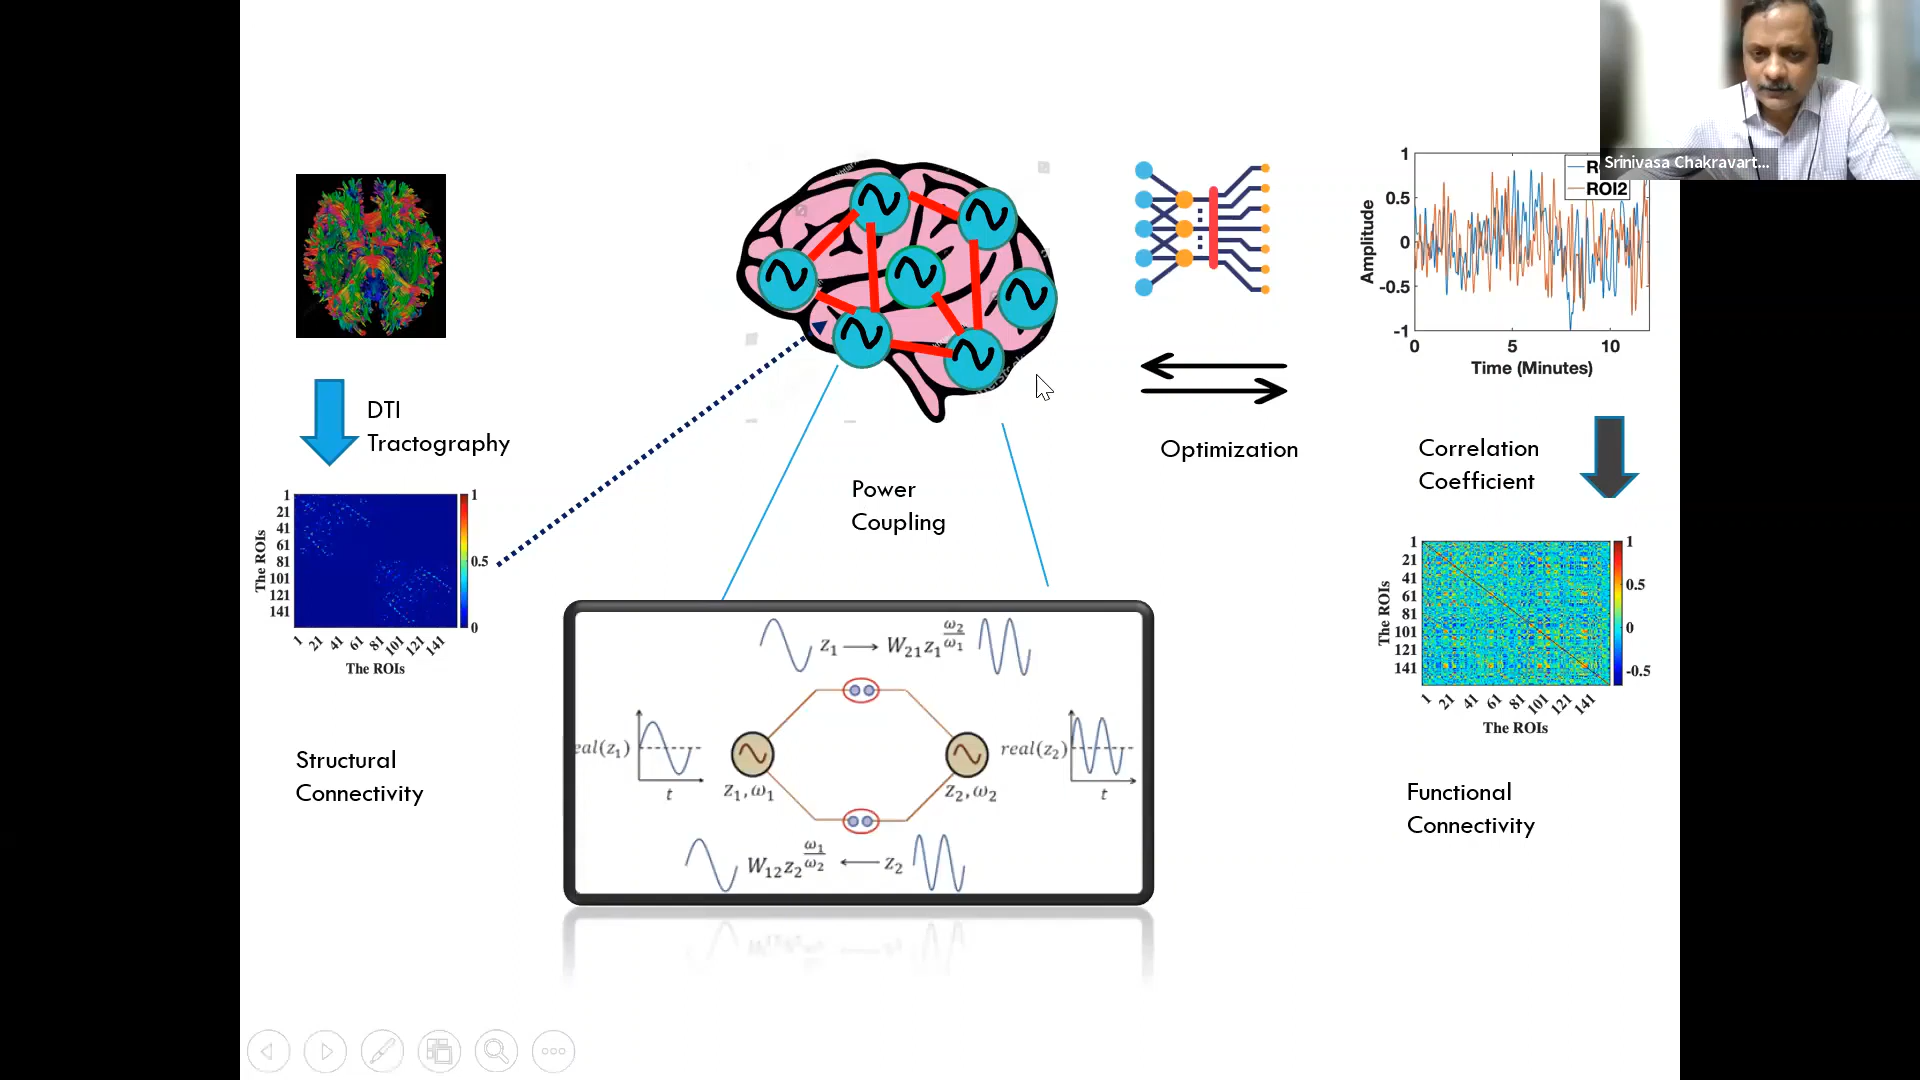 Srinivasa Chakravart...
ROI2
1
0.5
0
-0.5
-1
Amplitude
0
5
10
Time (Minutes)
DTI
Tractography
Power
Coupling
Optimization
Correlation
Coefficient
1
21
41
61
81
101
121
141
The ROIs
1
0.5
0
1
21
41
61
81
101
121
141
The ROIs
Structural
Connectivity
z₁ ⟶ W₂₁z₁^(ω₂/ω₁)
eal(z₁)
t
z₁, ω₁
z₂, ω₂
real(z₂)
t
W₁₂z₂^(ω₁/ω₂) ⟵ z₂
1
21
41
61
81
101
121
141
The ROIs
1
0.5
0
-0.5
1
21
41
61
81
101
121
141
The ROIs
Functional
Connectivity